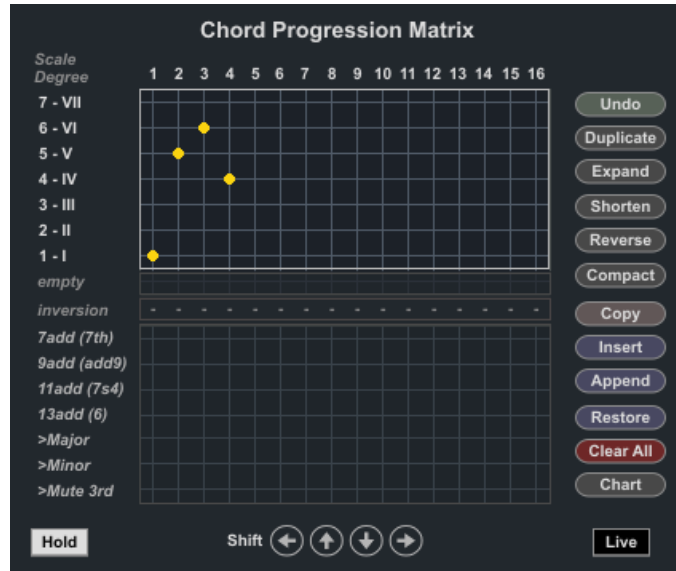 Chord Progression Matrix
Scale
Degree
1 2 3 4 5 6 7 8 9 10 11 12 13 14 15 16
7 - VII
6 - VI
5 - V
4 - IV
3 - III
2 - II
1 - I
empty
inversion - - - - - - - - - - - - - - - -
7add (7th)
9add (add9)
11add (7s4)
13add (6)
>Major
>Minor
>Mute 3rd
Undo
Duplicate
Expand
Shorten
Reverse
Compact
Copy
Insert
Append
Restore
Clear All
Chart
Hold
Shift
Live